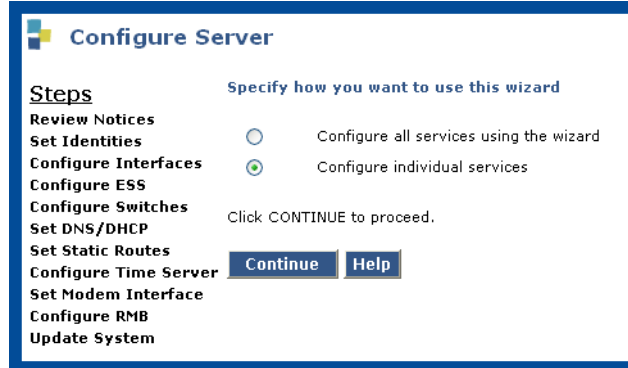 Configure Server
Steps
Review Notices
Set Identities
Configure Interfaces
Configure ESS
Configure Switches
Set DNS/DHCP
Set Static Routes
Configure Time Server
Set Modem Interface
Configure RMB
Update System
Specify how you want to use this wizard
Configure all services using the wizard
Configure individual services
Click CONTINUE to proceed.
Continue
Help